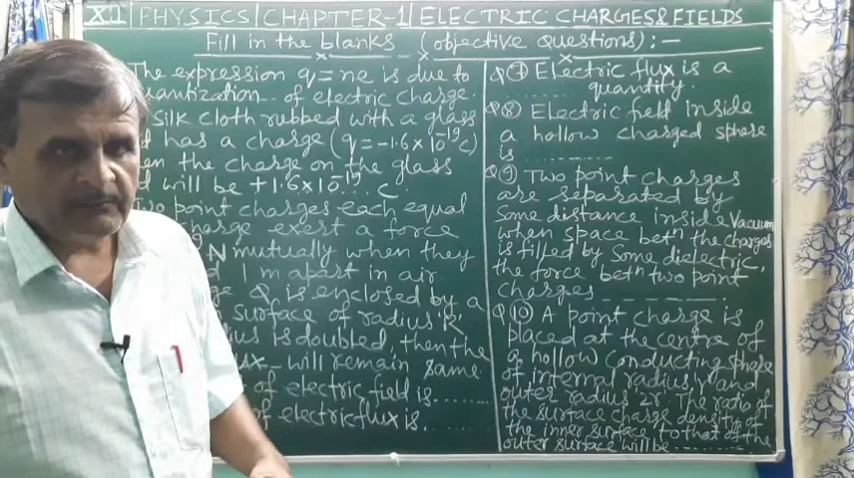 XII PHYSICS CHAPTER-1 ELECTRIC CHARGES & FIELDS
Fill in the blanks (objective questions):-
The expression q=ne is due to
quantization.. of electric charge.
silk cloth rubbed with a glass
has a charge (q = -1.6 x 10^-19 C)
the charge on the glass
will be +1.6 x 10^-19... C
Two point charges each equal
charge exert a force
N mutually when they
1 m apart in air
Q is enclosed by a
surface of radius 'R'
is doubled then the
will remain same.
of electric field is........
of electric flux is........
Q⑦ Electric flux is a
........ quantity.
Q⑧ Electric field inside
a hollow charged sphere
is ..........
Q⑨ Two point charges
are separated by
Some distance inside Vacuum
when space betn the charges
is filled by Some dielectric,
the force betn two point
charges _ _ _ _ _ _ _.
Q⑩ A point charge is
placed at the centre of
a hollow Conducting sphere
of internal radius 'r' and
outer radius 2r. The ratio of
the surface charge density of
the inner surface to that of the
outer surface will be ..........